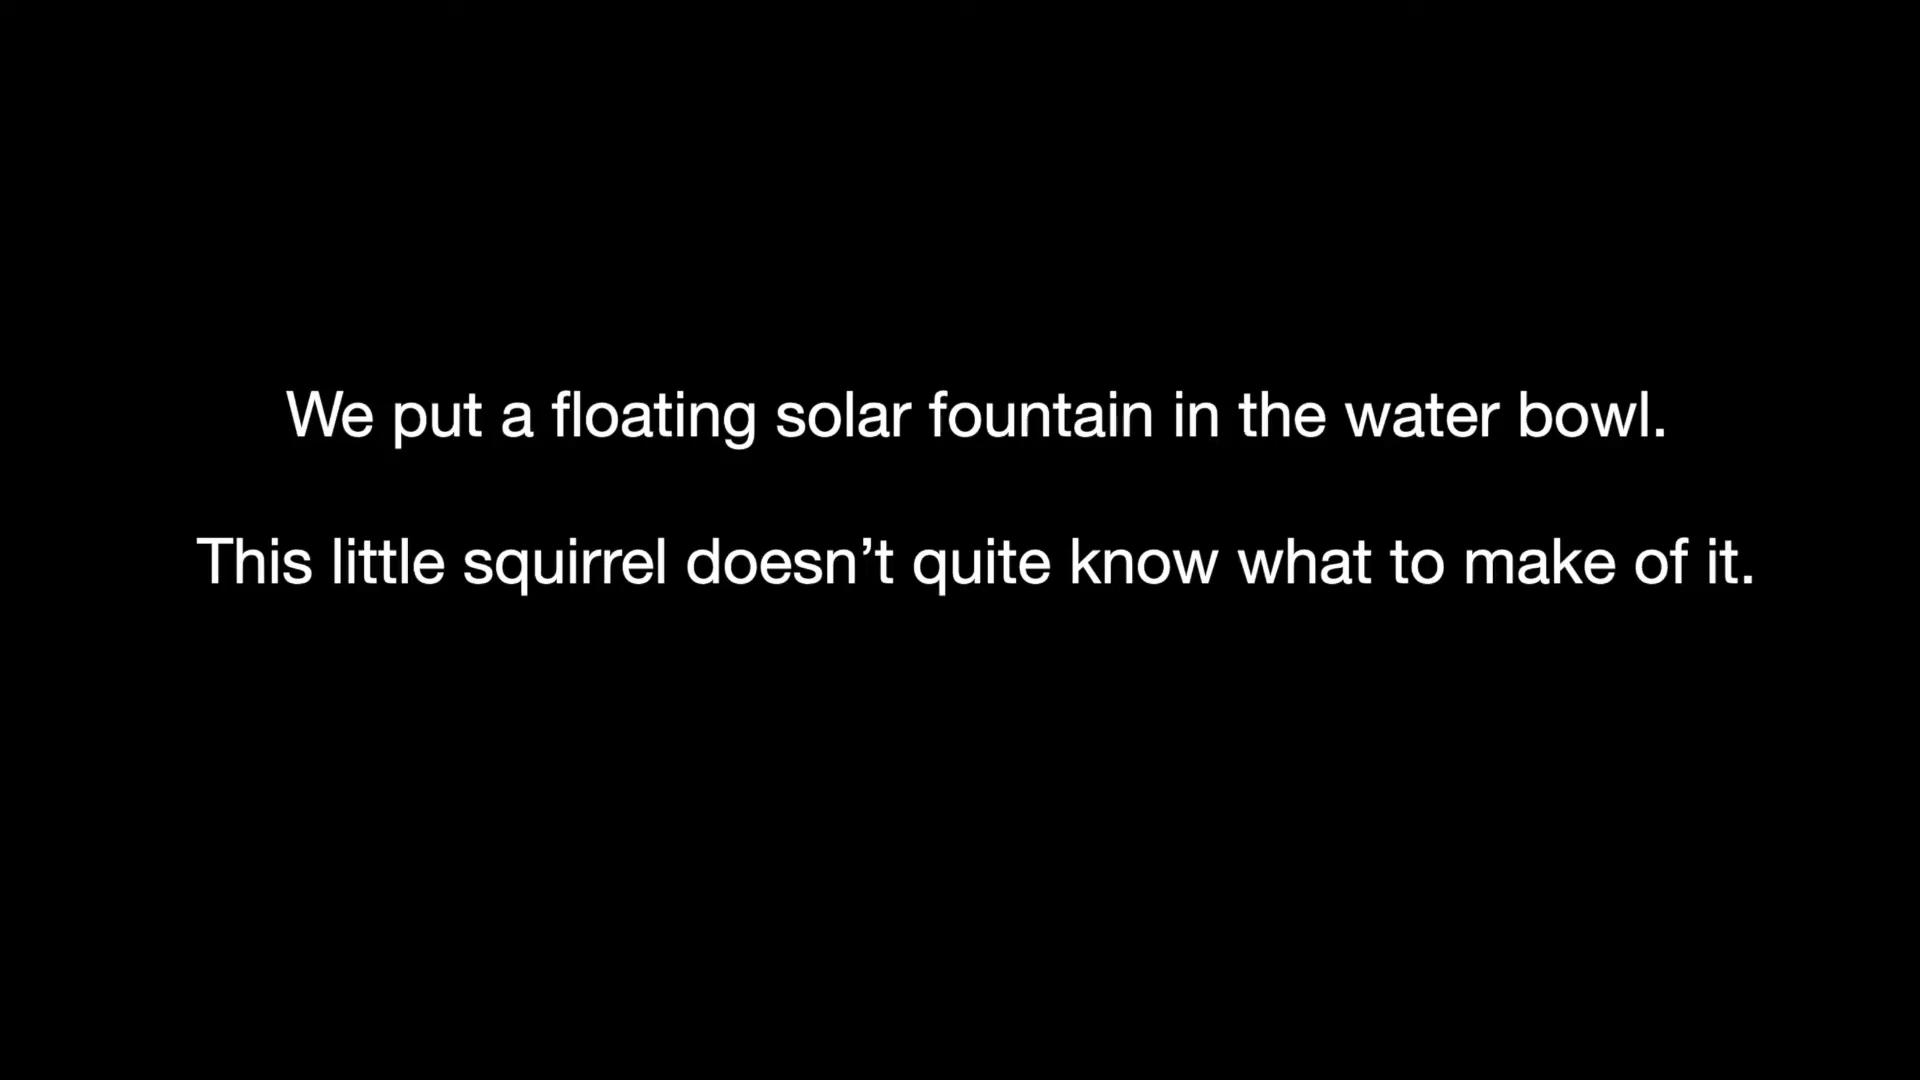 We put a floating solar fountain in the water bowl.
This little squirrel doesn’t quite know what to make of it.